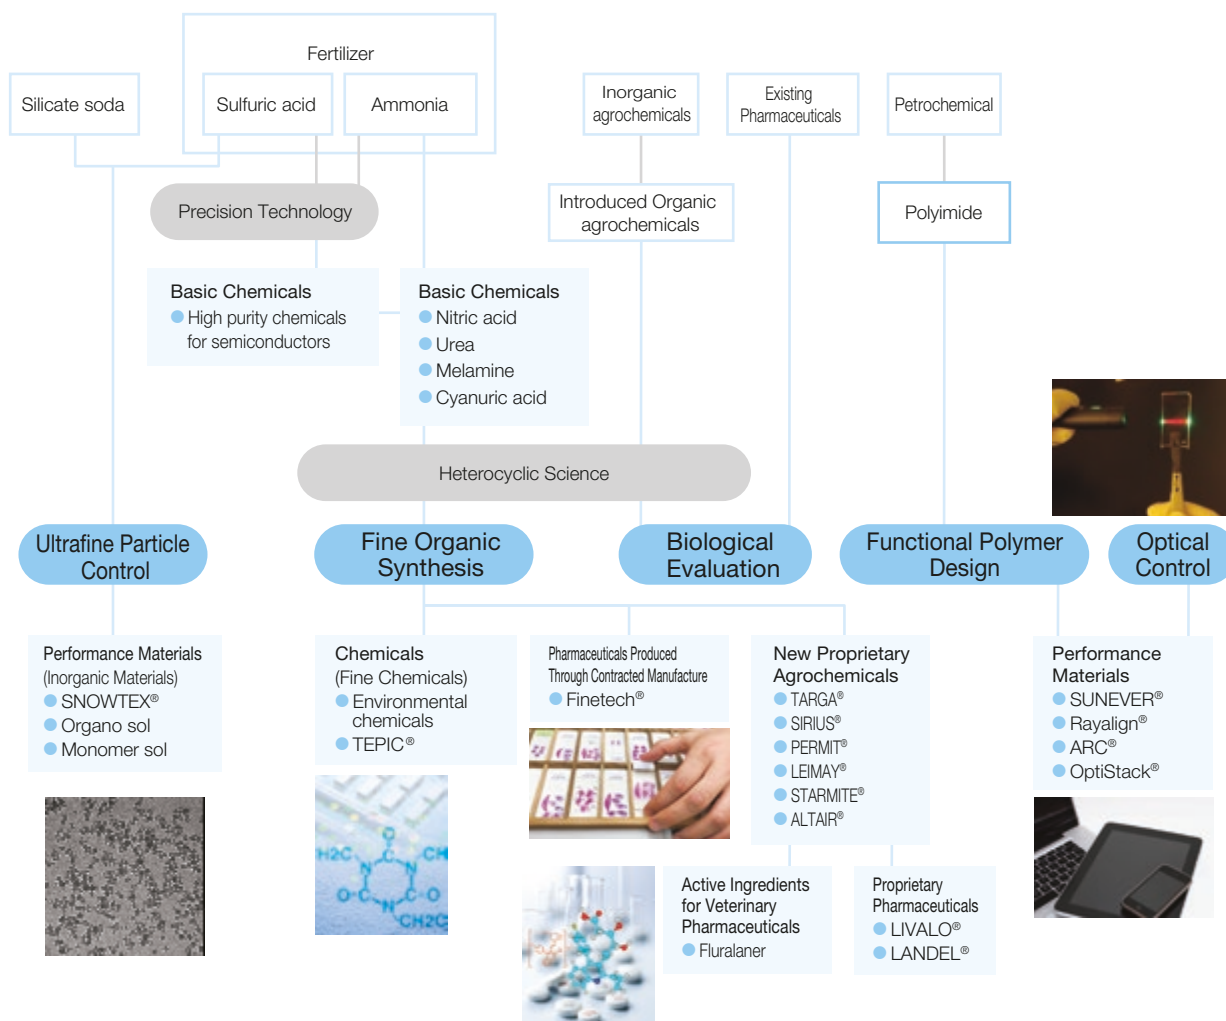 Fertilizer
Silicate soda
Sulfuric acid
Ammonia
Inorganic
agrochemicals
Existing
Pharmaceuticals
Petrochemical
Precision Technology
Introduced Organic
agrochemicals
Polyimide
Basic Chemicals
High purity chemicals
for semiconductors
Basic Chemicals
Nitric acid
Urea
Melamine
Cyanuric acid
Heterocyclic Science
Ultrafine Particle
Control
Fine Organic
Synthesis
Biological
Evaluation
Functional Polymer
Design
Optical
Control
Performance Materials
(Inorganic Materials)
SNOWTEX®
Organo sol
Monomer sol
Chemicals
(Fine Chemicals)
Environmental
chemicals
TEPIC®
Pharmaceuticals Produced
Through Contracted Manufacture
Finetech®
New Proprietary
Agrochemicals
TARGA®
SIRIUS®
PERMIT®
LEIMAY®
STARMITE®
ALTAIR®
Performance
Materials
SUNEVER®
Rayalign®
ARC®
OptiStack®
O
H2C
N
N
CH
O
N
O
CH2C
Active Ingredients
for Veterinary
Pharmaceuticals
Fluralaner
Proprietary
Pharmaceuticals
LIVALO®
LANDEL®